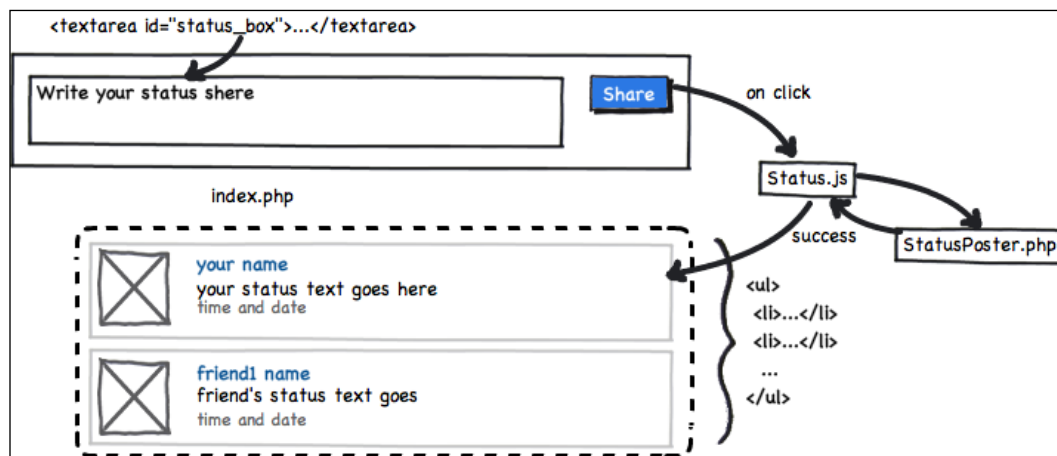 <textarea id="status_box">...</textarea>
Write your status shere
Share
on click
index.php
Status.js
success
StatusPoster.php
your name
your status text goes here
time and date
friend1 name
friend's status text goes
time and date
<ul>
<li>...</li>
<li>...</li>
...
</ul>